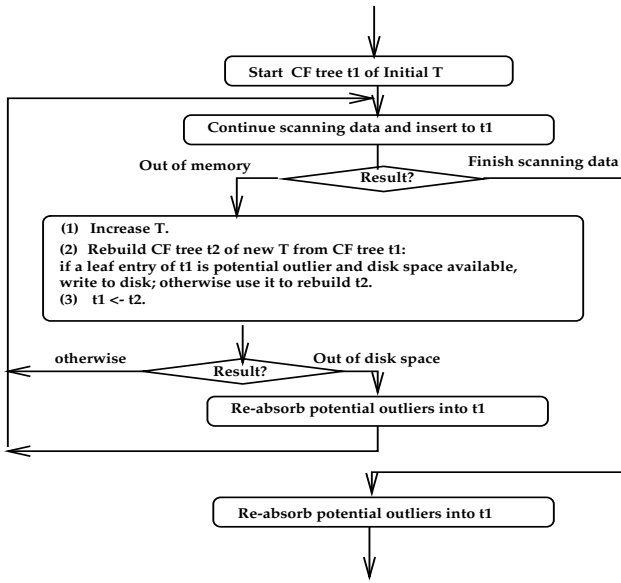 Start CF tree t1 of Initial T
Continue scanning data and insert to t1
Out of memory
Result?
Finish scanning data
(1) Increase T.
(2) Rebuild CF tree t2 of new T from CF tree t1:
if a leaf entry of t1 is potential outlier and disk space available,
write to disk; otherwise use it to rebuild t2.
(3) t1 <- t2.
otherwise
Result?
Out of disk space
Re-absorb potential outliers into t1
Re-absorb potential outliers into t1